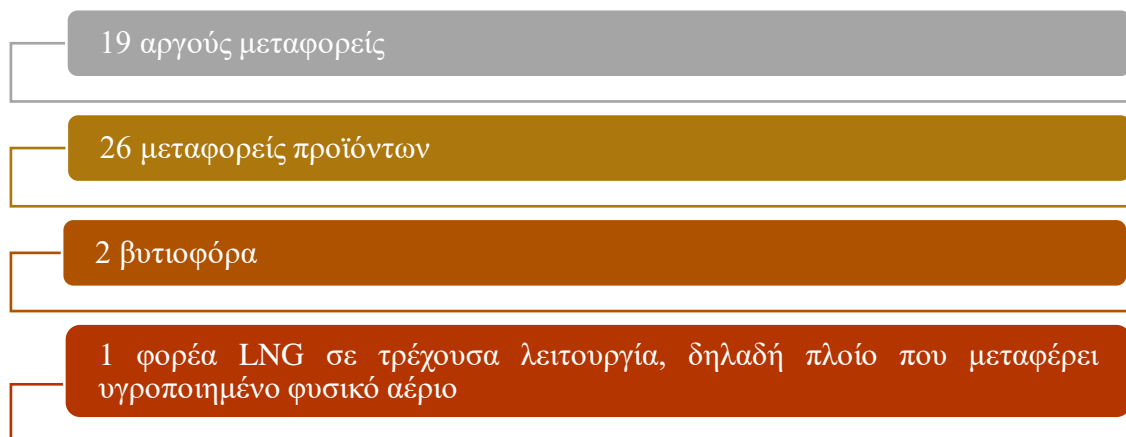 19 αργούς μεταφορείς
26 μεταφορείς προϊόντων
2 βυτιοφόρα
1 φορέα LNG σε τρέχουσα λειτουργία, δηλαδή πλοίο που μεταφέρει
υγροποιημένο φυσικό αέριο